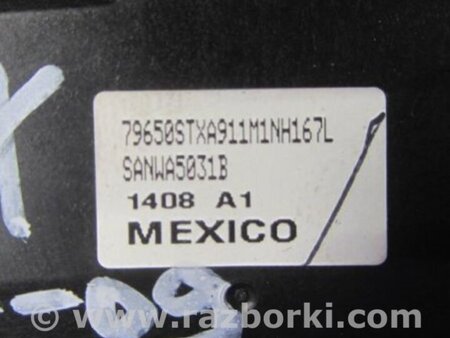 79650STXA911M1NH167L
SANWA5031B
1408 A1
MEXICO
© www.razborki.com